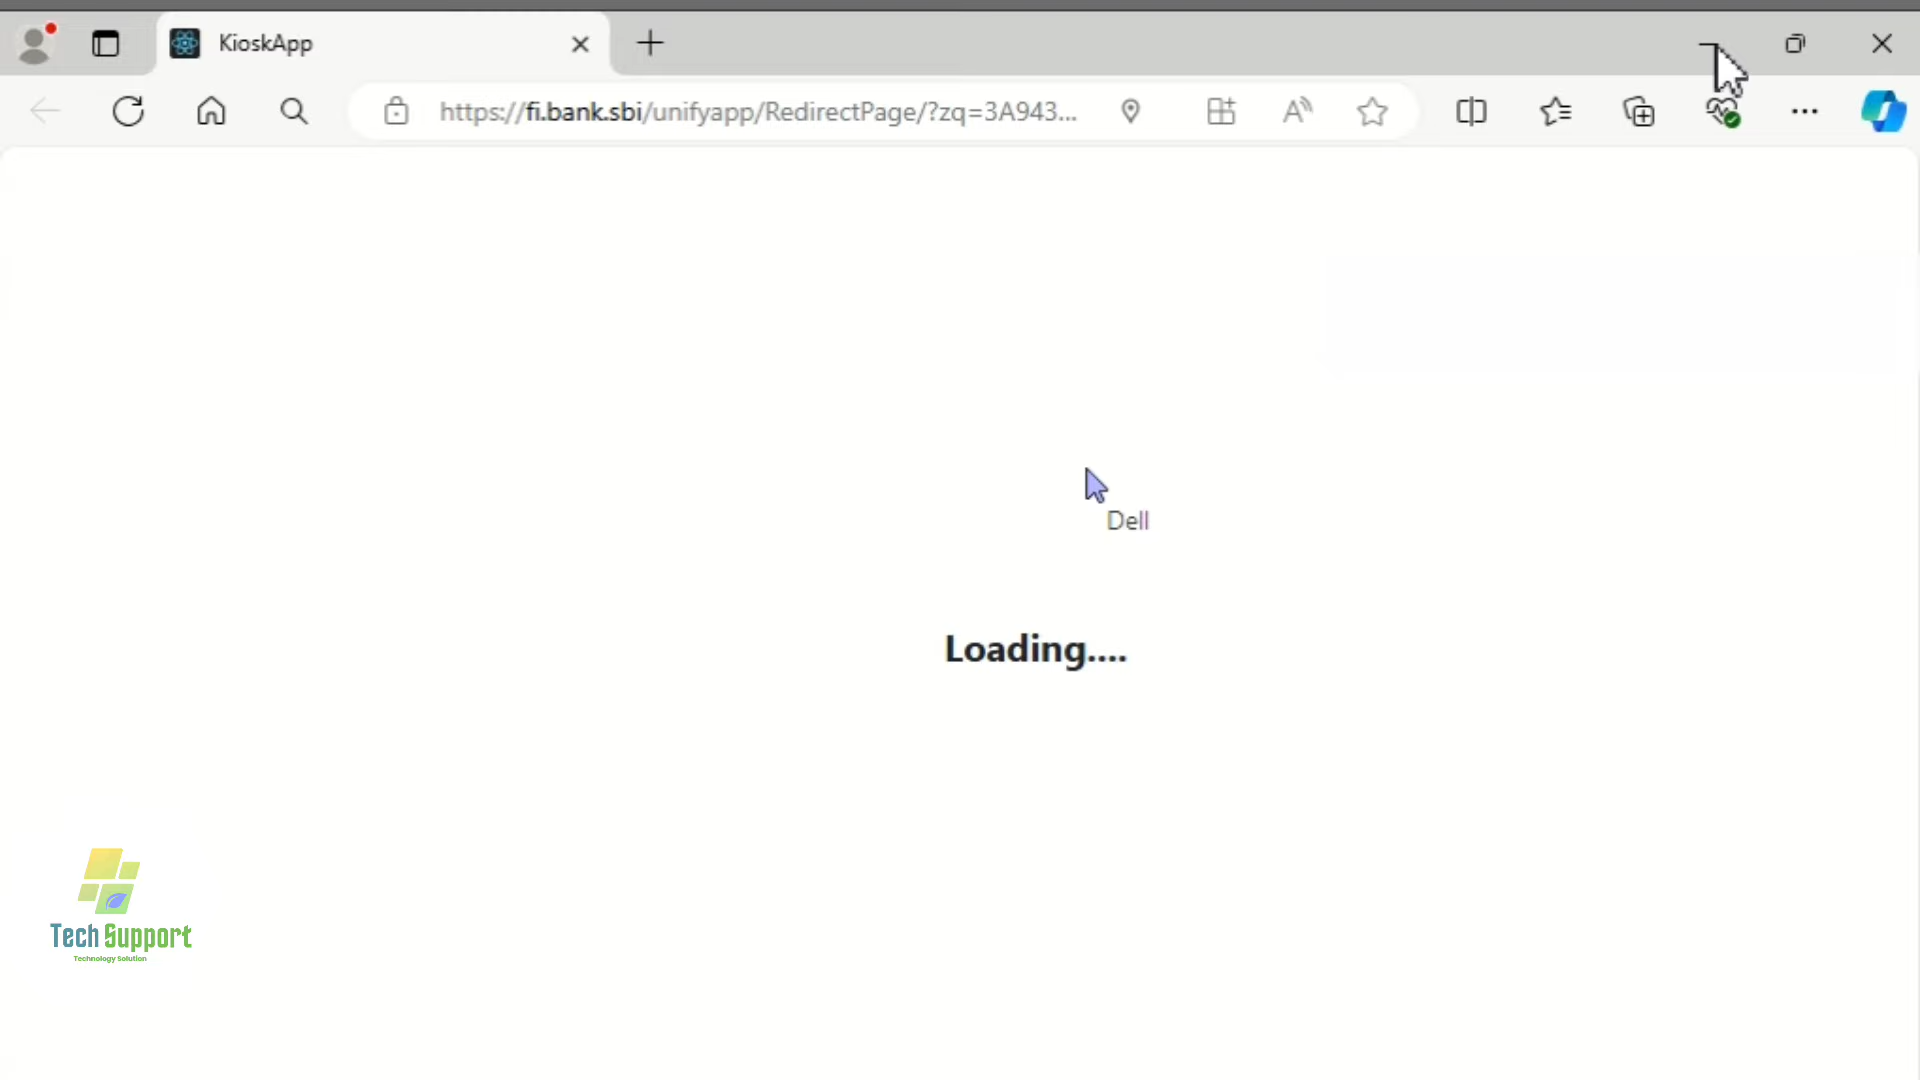 KioskApp
https://fi.bank.sbi/unifyapp/RedirectPage/?zq=3A943...
Dell
Loading....
Tech Support
Technology Solution